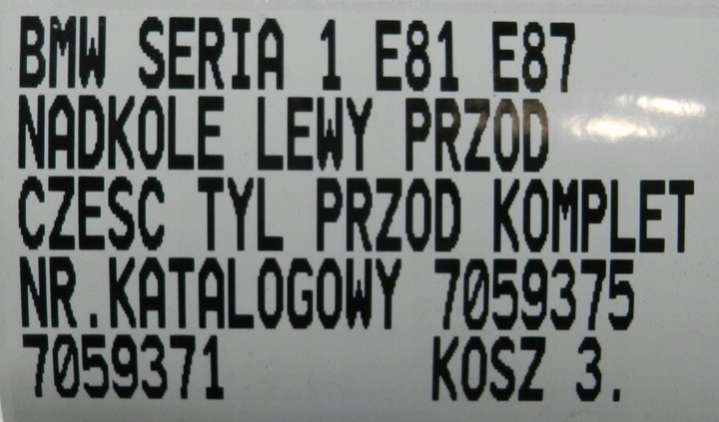 BMW SERIA 1 E81 E87
NADKOLE LEWY PRZOD
CZESC TYL PRZOD KOMPLET
NR.KATALOGOWY 7059375
7059371 KOSZ 3.